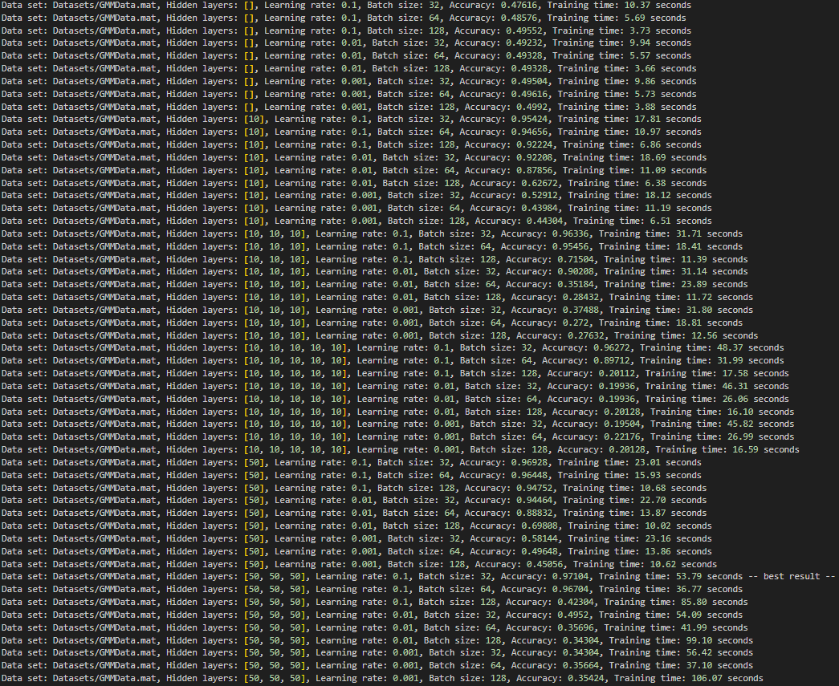 Data set: Datasets/GMMData.mat, Hidden layers: [], Learning rate: 0.1, Batch size: 32, Accuracy: 0.47616, Training time: 10.37 seconds
Data set: Datasets/GMMData.mat, Hidden layers: [], Learning rate: 0.1, Batch size: 64, Accuracy: 0.48576, Training time: 5.69 seconds
Data set: Datasets/GMMData.mat, Hidden layers: [], Learning rate: 0.1, Batch size: 128, Accuracy: 0.49552, Training time: 3.73 seconds
Data set: Datasets/GMMData.mat, Hidden layers: [], Learning rate: 0.01, Batch size: 32, Accuracy: 0.49232, Training time: 9.94 seconds
Data set: Datasets/GMMData.mat, Hidden layers: [], Learning rate: 0.01, Batch size: 64, Accuracy: 0.49328, Training time: 5.57 seconds
Data set: Datasets/GMMData.mat, Hidden layers: [], Learning rate: 0.01, Batch size: 128, Accuracy: 0.49328, Training time: 3.66 seconds
Data set: Datasets/GMMData.mat, Hidden layers: [], Learning rate: 0.001, Batch size: 32, Accuracy: 0.49504, Training time: 9.86 seconds
Data set: Datasets/GMMData.mat, Hidden layers: [], Learning rate: 0.001, Batch size: 64, Accuracy: 0.49616, Training time: 5.73 seconds
Data set: Datasets/GMMData.mat, Hidden layers: [], Learning rate: 0.001, Batch size: 128, Accuracy: 0.4992, Training time: 3.88 seconds
Data set: Datasets/GMMData.mat, Hidden layers: [10], Learning rate: 0.1, Batch size: 32, Accuracy: 0.95424, Training time: 17.81 seconds
Data set: Datasets/GMMData.mat, Hidden layers: [10], Learning rate: 0.1, Batch size: 64, Accuracy: 0.94656, Training time: 10.97 seconds
Data set: Datasets/GMMData.mat, Hidden layers: [10], Learning rate: 0.1, Batch size: 128, Accuracy: 0.92224, Training time: 6.86 seconds
Data set: Datasets/GMMData.mat, Hidden layers: [10], Learning rate: 0.01, Batch size: 32, Accuracy: 0.92208, Training time: 18.69 seconds
Data set: Datasets/GMMData.mat, Hidden layers: [10], Learning rate: 0.01, Batch size: 64, Accuracy: 0.87856, Training time: 11.09 seconds
Data set: Datasets/GMMData.mat, Hidden layers: [10], Learning rate: 0.01, Batch size: 128, Accuracy: 0.62672, Training time: 6.38 seconds
Data set: Datasets/GMMData.mat, Hidden layers: [10], Learning rate: 0.001, Batch size: 32, Accuracy: 0.52912, Training time: 18.12 seconds
Data set: Datasets/GMMData.mat, Hidden layers: [10], Learning rate: 0.001, Batch size: 64, Accuracy: 0.43984, Training time: 11.19 seconds
Data set: Datasets/GMMData.mat, Hidden layers: [10], Learning rate: 0.001, Batch size: 128, Accuracy: 0.44304, Training time: 6.51 seconds
Data set: Datasets/GMMData.mat, Hidden layers: [10, 10, 10], Learning rate: 0.1, Batch size: 32, Accuracy: 0.96336, Training time: 31.71 seconds
Data set: Datasets/GMMData.mat, Hidden layers: [10, 10, 10], Learning rate: 0.1, Batch size: 64, Accuracy: 0.95456, Training time: 18.41 seconds
Data set: Datasets/GMMData.mat, Hidden layers: [10, 10, 10], Learning rate: 0.1, Batch size: 128, Accuracy: 0.71504, Training time: 11.39 seconds
Data set: Datasets/GMMData.mat, Hidden layers: [10, 10, 10], Learning rate: 0.01, Batch size: 32, Accuracy: 0.90208, Training time: 31.14 seconds
Data set: Datasets/GMMData.mat, Hidden layers: [10, 10, 10], Learning rate: 0.01, Batch size: 64, Accuracy: 0.35184, Training time: 23.89 seconds
Data set: Datasets/GMMData.mat, Hidden layers: [10, 10, 10], Learning rate: 0.01, Batch size: 128, Accuracy: 0.28432, Training time: 11.72 seconds
Data set: Datasets/GMMData.mat, Hidden layers: [10, 10, 10], Learning rate: 0.001, Batch size: 32, Accuracy: 0.37488, Training time: 31.80 seconds
Data set: Datasets/GMMData.mat, Hidden layers: [10, 10, 10], Learning rate: 0.001, Batch size: 64, Accuracy: 0.272, Training time: 18.81 seconds
Data set: Datasets/GMMData.mat, Hidden layers: [10, 10, 10], Learning rate: 0.001, Batch size: 128, Accuracy: 0.27632, Training time: 12.56 seconds
Data set: Datasets/GMMData.mat, Hidden layers: [10, 10, 10, 10, 10], Learning rate: 0.1, Batch size: 32, Accuracy: 0.96272, Training time: 48.37 seconds
Data set: Datasets/GMMData.mat, Hidden layers: [10, 10, 10, 10, 10], Learning rate: 0.1, Batch size: 64, Accuracy: 0.89712, Training time: 31.99 seconds
Data set: Datasets/GMMData.mat, Hidden layers: [10, 10, 10, 10, 10], Learning rate: 0.1, Batch size: 128, Accuracy: 0.20112, Training time: 17.58 seconds
Data set: Datasets/GMMData.mat, Hidden layers: [10, 10, 10, 10, 10], Learning rate: 0.01, Batch size: 32, Accuracy: 0.19936, Training time: 46.31 seconds
Data set: Datasets/GMMData.mat, Hidden layers: [10, 10, 10, 10, 10], Learning rate: 0.01, Batch size: 64, Accuracy: 0.19936, Training time: 26.06 seconds
Data set: Datasets/GMMData.mat, Hidden layers: [10, 10, 10, 10, 10], Learning rate: 0.01, Batch size: 128, Accuracy: 0.20128, Training time: 16.10 seconds
Data set: Datasets/GMMData.mat, Hidden layers: [10, 10, 10, 10, 10], Learning rate: 0.001, Batch size: 32, Accuracy: 0.19504, Training time: 45.82 seconds
Data set: Datasets/GMMData.mat, Hidden layers: [10, 10, 10, 10, 10], Learning rate: 0.001, Batch size: 64, Accuracy: 0.22176, Training time: 26.99 seconds
Data set: Datasets/GMMData.mat, Hidden layers: [10, 10, 10, 10, 10], Learning rate: 0.001, Batch size: 128, Accuracy: 0.20128, Training time: 16.59 seconds
Data set: Datasets/GMMData.mat, Hidden layers: [50], Learning rate: 0.1, Batch size: 32, Accuracy: 0.96928, Training time: 23.01 seconds
Data set: Datasets/GMMData.mat, Hidden layers: [50], Learning rate: 0.1, Batch size: 64, Accuracy: 0.96448, Training time: 15.93 seconds
Data set: Datasets/GMMData.mat, Hidden layers: [50], Learning rate: 0.1, Batch size: 128, Accuracy: 0.94752, Training time: 10.68 seconds
Data set: Datasets/GMMData.mat, Hidden layers: [50], Learning rate: 0.01, Batch size: 32, Accuracy: 0.94464, Training time: 22.70 seconds
Data set: Datasets/GMMData.mat, Hidden layers: [50], Learning rate: 0.01, Batch size: 64, Accuracy: 0.88832, Training time: 13.87 seconds
Data set: Datasets/GMMData.mat, Hidden layers: [50], Learning rate: 0.01, Batch size: 128, Accuracy: 0.69808, Training time: 10.02 seconds
Data set: Datasets/GMMData.mat, Hidden layers: [50], Learning rate: 0.001, Batch size: 32, Accuracy: 0.58144, Training time: 23.16 seconds
Data set: Datasets/GMMData.mat, Hidden layers: [50], Learning rate: 0.001, Batch size: 64, Accuracy: 0.49648, Training time: 13.86 seconds
Data set: Datasets/GMMData.mat, Hidden layers: [50], Learning rate: 0.001, Batch size: 128, Accuracy: 0.45056, Training time: 10.62 seconds
Data set: Datasets/GMMData.mat, Hidden layers: [50, 50, 50], Learning rate: 0.1, Batch size: 32, Accuracy: 0.97104, Training time: 53.79 seconds -- best result --
Data set: Datasets/GMMData.mat, Hidden layers: [50, 50, 50], Learning rate: 0.1, Batch size: 64, Accuracy: 0.96704, Training time: 36.77 seconds
Data set: Datasets/GMMData.mat, Hidden layers: [50, 50, 50], Learning rate: 0.1, Batch size: 128, Accuracy: 0.42304, Training time: 85.80 seconds
Data set: Datasets/GMMData.mat, Hidden layers: [50, 50, 50], Learning rate: 0.01, Batch size: 32, Accuracy: 0.4952, Training time: 54.09 seconds
Data set: Datasets/GMMData.mat, Hidden layers: [50, 50, 50], Learning rate: 0.01, Batch size: 64, Accuracy: 0.35696, Training time: 41.99 seconds
Data set: Datasets/GMMData.mat, Hidden layers: [50, 50, 50], Learning rate: 0.01, Batch size: 128, Accuracy: 0.34304, Training time: 99.10 seconds
Data set: Datasets/GMMData.mat, Hidden layers: [50, 50, 50], Learning rate: 0.001, Batch size: 32, Accuracy: 0.34304, Training time: 56.42 seconds
Data set: Datasets/GMMData.mat, Hidden layers: [50, 50, 50], Learning rate: 0.001, Batch size: 64, Accuracy: 0.35664, Training time: 37.10 seconds
Data set: Datasets/GMMData.mat, Hidden layers: [50, 50, 50], Learning rate: 0.001, Batch size: 128, Accuracy: 0.35424, Training time: 106.07 seconds